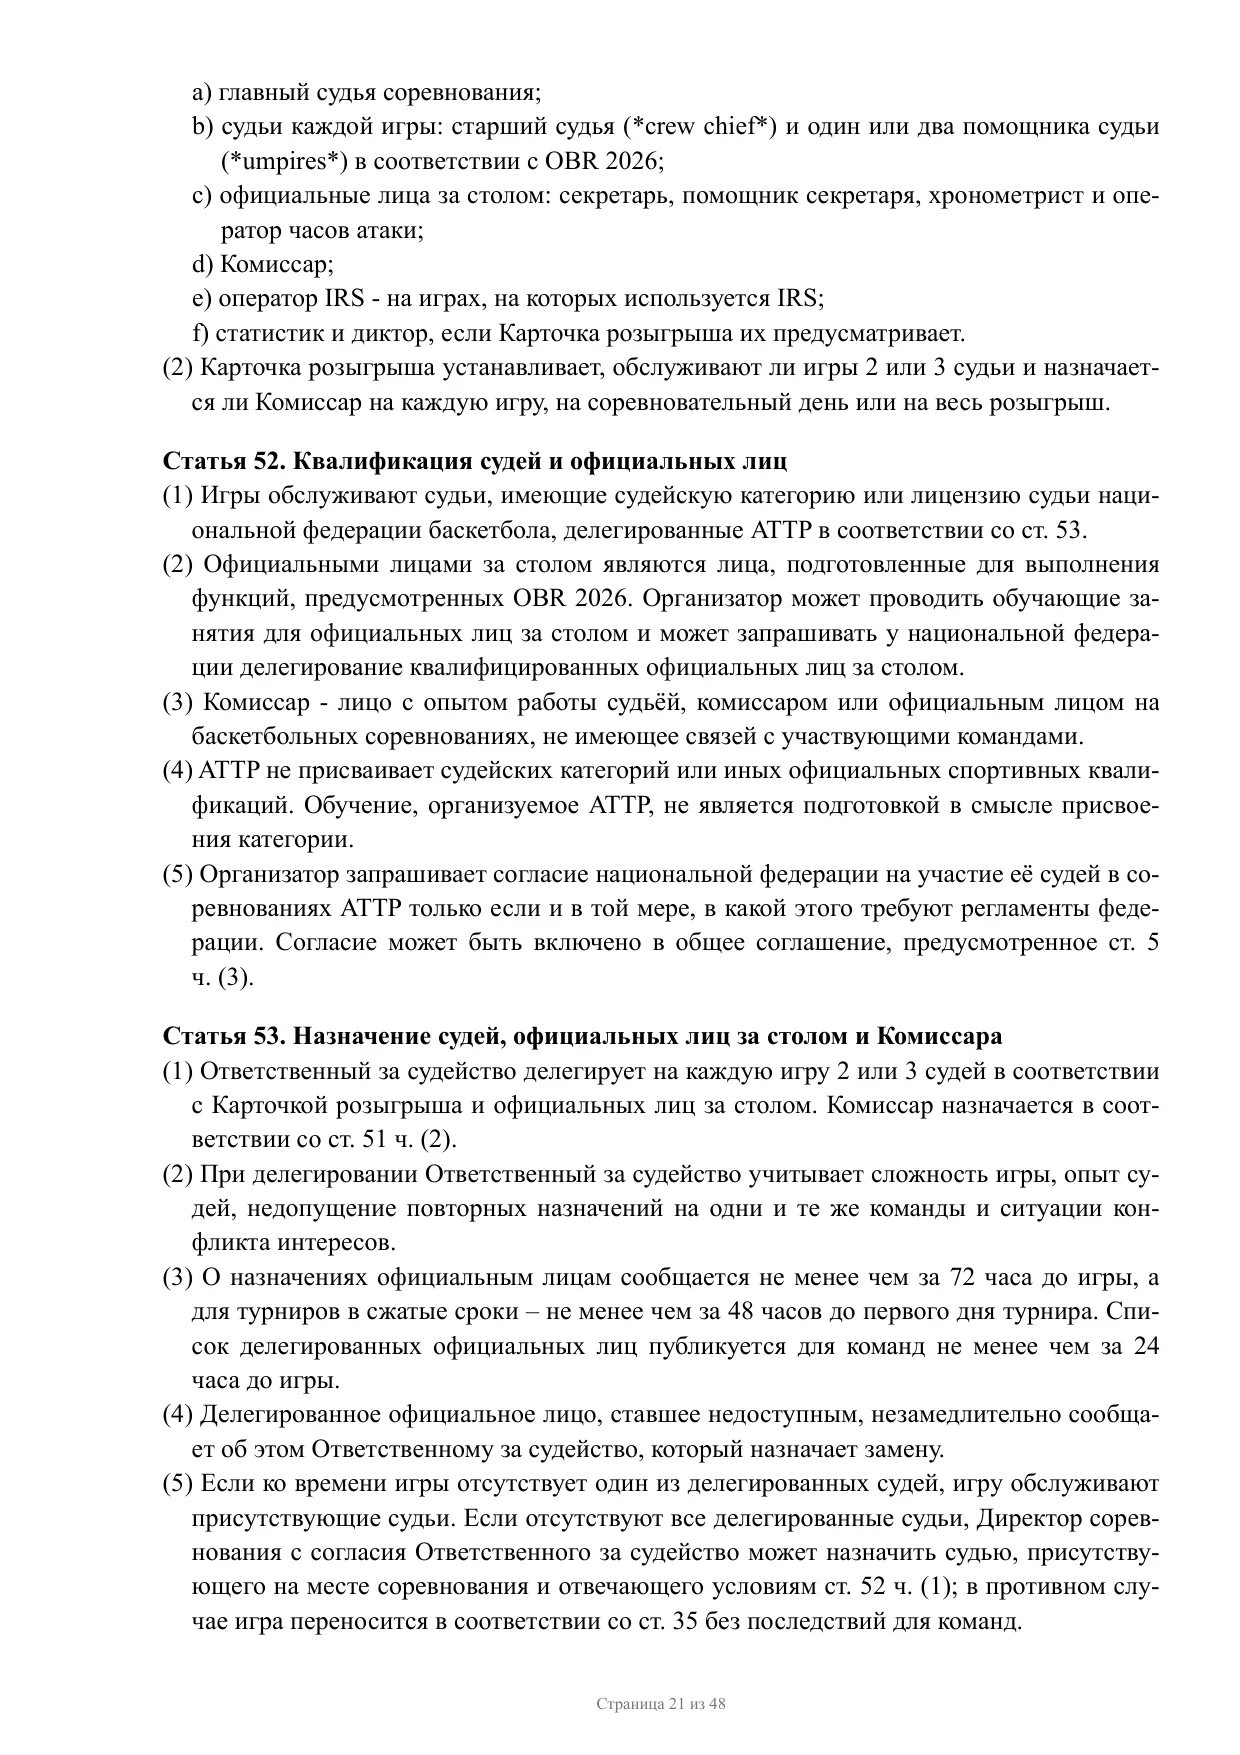 a) главный судья соревнования;
b) судьи каждой игры: старший судья (*crew chief*) и один или два помощника судьи
(*umpires*) в соответствии с OBR 2026;
c) официальные лица за столом: секретарь, помощник секретаря, хронометрист и опе-
ратор часов атаки;
d) Комиссар;
e) оператор IRS - на играх, на которых используется IRS;
f) статистик и диктор, если Карточка розыгрыша их предусматривает.
(2) Карточка розыгрыша устанавливает, обслуживают ли игры 2 или 3 судьи и назначает-
ся ли Комиссар на каждую игру, на соревновательный день или на весь розыгрыш.
Статья 52. Квалификация судей и официальных лиц
(1) Игры обслуживают судьи, имеющие судейскую категорию или лицензию судьи наци-
ональной федерации баскетбола, делегированные АТТР в соответствии со ст. 53.
(2) Официальными лицами за столом являются лица, подготовленные для выполнения
функций, предусмотренных OBR 2026. Организатор может проводить обучающие за-
нятия для официальных лиц за столом и может запрашивать у национальной федера-
ции делегирование квалифицированных официальных лиц за столом.
(3) Комиссар - лицо с опытом работы судьёй, комиссаром или официальным лицом на
баскетбольных соревнованиях, не имеющее связей с участвующими командами.
(4) АТТР не присваивает судейских категорий или иных официальных спортивных квали-
фикаций. Обучение, организуемое АТТР, не является подготовкой в смысле присвое-
ния категории.
(5) Организатор запрашивает согласие национальной федерации на участие её судей в со-
ревнованиях АТТР только если и в той мере, в какой этого требуют регламенты феде-
рации. Согласие может быть включено в общее соглашение, предусмотренное ст. 5
ч. (3).
Статья 53. Назначение судей, официальных лиц за столом и Комиссара
(1) Ответственный за судейство делегирует на каждую игру 2 или 3 судей в соответствии
с Карточкой розыгрыша и официальных лиц за столом. Комиссар назначается в соот-
ветствии со ст. 51 ч. (2).
(2) При делегировании Ответственный за судейство учитывает сложность игры, опыт су-
дей, недопущение повторных назначений на одни и те же команды и ситуации кон-
фликта интересов.
(3) О назначениях официальным лицам сообщается не менее чем за 72 часа до игры, а
для турниров в сжатые сроки – не менее чем за 48 часов до первого дня турнира. Спи-
сок делегированных официальных лиц публикуется для команд не менее чем за 24
часа до игры.
(4) Делегированное официальное лицо, ставшее недоступным, незамедлительно сообща-
ет об этом Ответственному за судейство, который назначает замену.
(5) Если ко времени игры отсутствует один из делегированных судей, игру обслуживают
присутствующие судьи. Если отсутствуют все делегированные судьи, Директор сорев-
нования с согласия Ответственного за судейство может назначить судью, присутству-
ющего на месте соревнования и отвечающего условиям ст. 52 ч. (1); в противном слу-
чае игра переносится в соответствии со ст. 35 без последствий для команд.
Страница 21 из 48